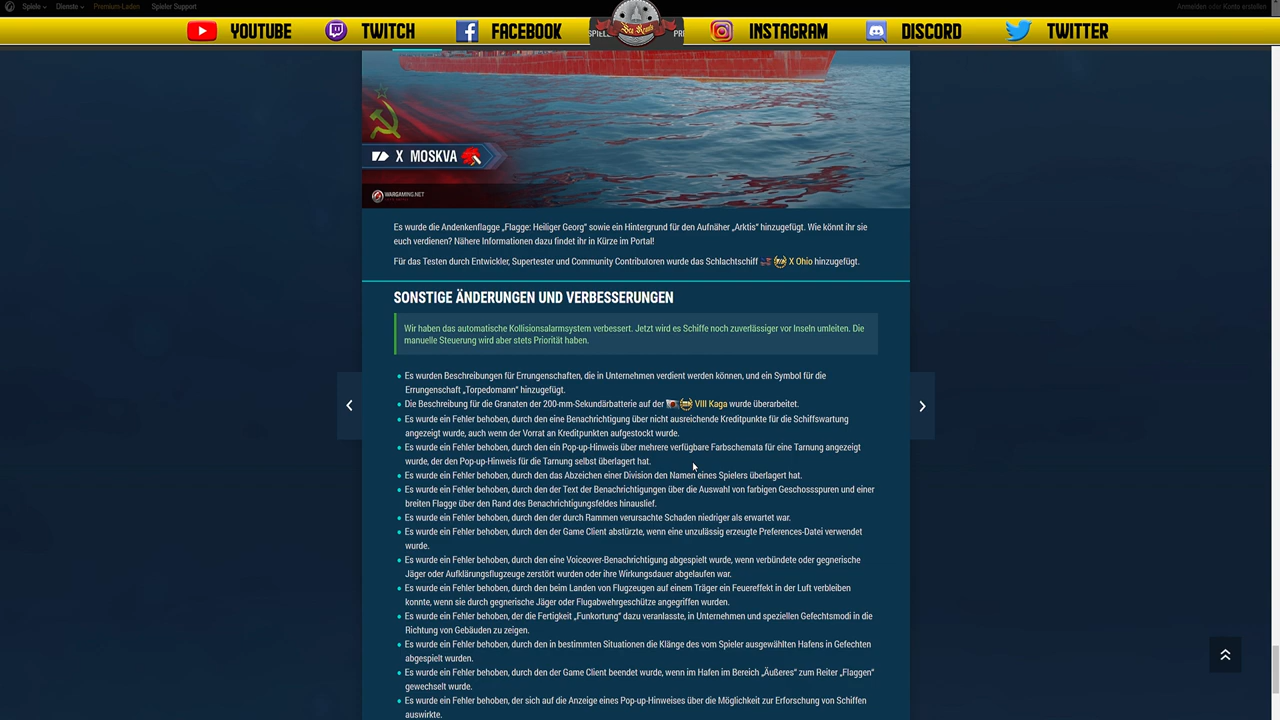 Spiele Dienste Premium-Laden Spieler Support Anmelden oder Konto erstellen
YOUTUBE TWITCH FACEBOOK INSTAGRAM DISCORD TWITTER
X MOSKVA
WARGAMING.NET
Es wurde die Andenkenflagge „Flagge: Heiliger Georg“ sowie ein Hintergrund für den Aufnäher „Arktis“ hinzugefügt. Wie könnt ihr sie
euch verdienen? Nähere Informationen dazu findet ihr in Kürze im Portal!
Für das Testen durch Entwickler, Supertester und Community Contributoren wurde das Schlachtschiff X Ohio hinzugefügt.
SONSTIGE ÄNDERUNGEN UND VERBESSERUNGEN
Wir haben das automatische Kollisionsalarmsystem verbessert. Jetzt wird es Schiffe noch zuverlässiger vor Inseln umleiten. Die
manuelle Steuerung wird aber stets Priorität haben.
Es wurden Beschreibungen für Errungenschaften, die in Unternehmen verdient werden können, und ein Symbol für die
Errungenschaft „Torpedomann“ hinzugefügt.
Die Beschreibung für die Granaten der 200-mm-Sekundärbatterie auf der VIII Kaga wurde überarbeitet.
Es wurde ein Fehler behoben, durch den eine Benachrichtigung über nicht ausreichende Kreditpunkte für die Schiffswartung
angezeigt wurde, auch wenn der Vorrat an Kreditpunkten aufgestockt wurde.
Es wurde ein Fehler behoben, durch den ein Pop-up-Hinweis über mehrere verfügbare Farbschemata für eine Tarnung angezeigt
wurde, der den Pop-up-Hinweis für die Tarnung selbst überlagert hat.
Es wurde ein Fehler behoben, durch den das Abzeichen einer Division den Namen eines Spielers überlagert hat.
Es wurde ein Fehler behoben, durch den der Text der Benachrichtigungen über die Auswahl von farbigen Geschossspuren und einer
breiten Flagge über den Rand des Benachrichtigungsfeldes hinauslief.
Es wurde ein Fehler behoben, durch den der durch Rammen verursachte Schaden niedriger als erwartet war.
Es wurde ein Fehler behoben, durch den der Game Client abstürzte, wenn eine unzulässig erzeugte Preferences-Datei verwendet
wurde.
Es wurde ein Fehler behoben, durch den eine Voiceover-Benachrichtigung abgespielt wurde, wenn verbündete oder gegnerische
Jäger oder Aufklärungsflugzeuge zerstört wurden oder ihre Wirkungsdauer abgelaufen war.
Es wurde ein Fehler behoben, durch den beim Landen von Flugzeugen auf einem Träger ein Feuereffekt in der Luft verbleiben
konnte, wenn sie durch gegnerische Jäger oder Flugabwehrgeschütze angegriffen wurden.
Es wurde ein Fehler behoben, der die Fertigkeit „Funkortung“ dazu veranlasste, in Unternehmen und speziellen Gefechtsmodi in die
Richtung von Gebäuden zu zeigen.
Es wurde ein Fehler behoben, durch den in bestimmten Situationen die Klänge des vom Spieler ausgewählten Hafens in Gefechten
abgespielt wurden.
Es wurde ein Fehler behoben, durch den der Game Client beendet wurde, wenn im Hafen im Bereich „Äußeres“ zum Reiter „Flaggen“
gewechselt wurde.
Es wurde ein Fehler behoben, der sich auf die Anzeige eines Pop-up-Hinweises über die Möglichkeit zur Erforschung von Schiffen
auswirkte.